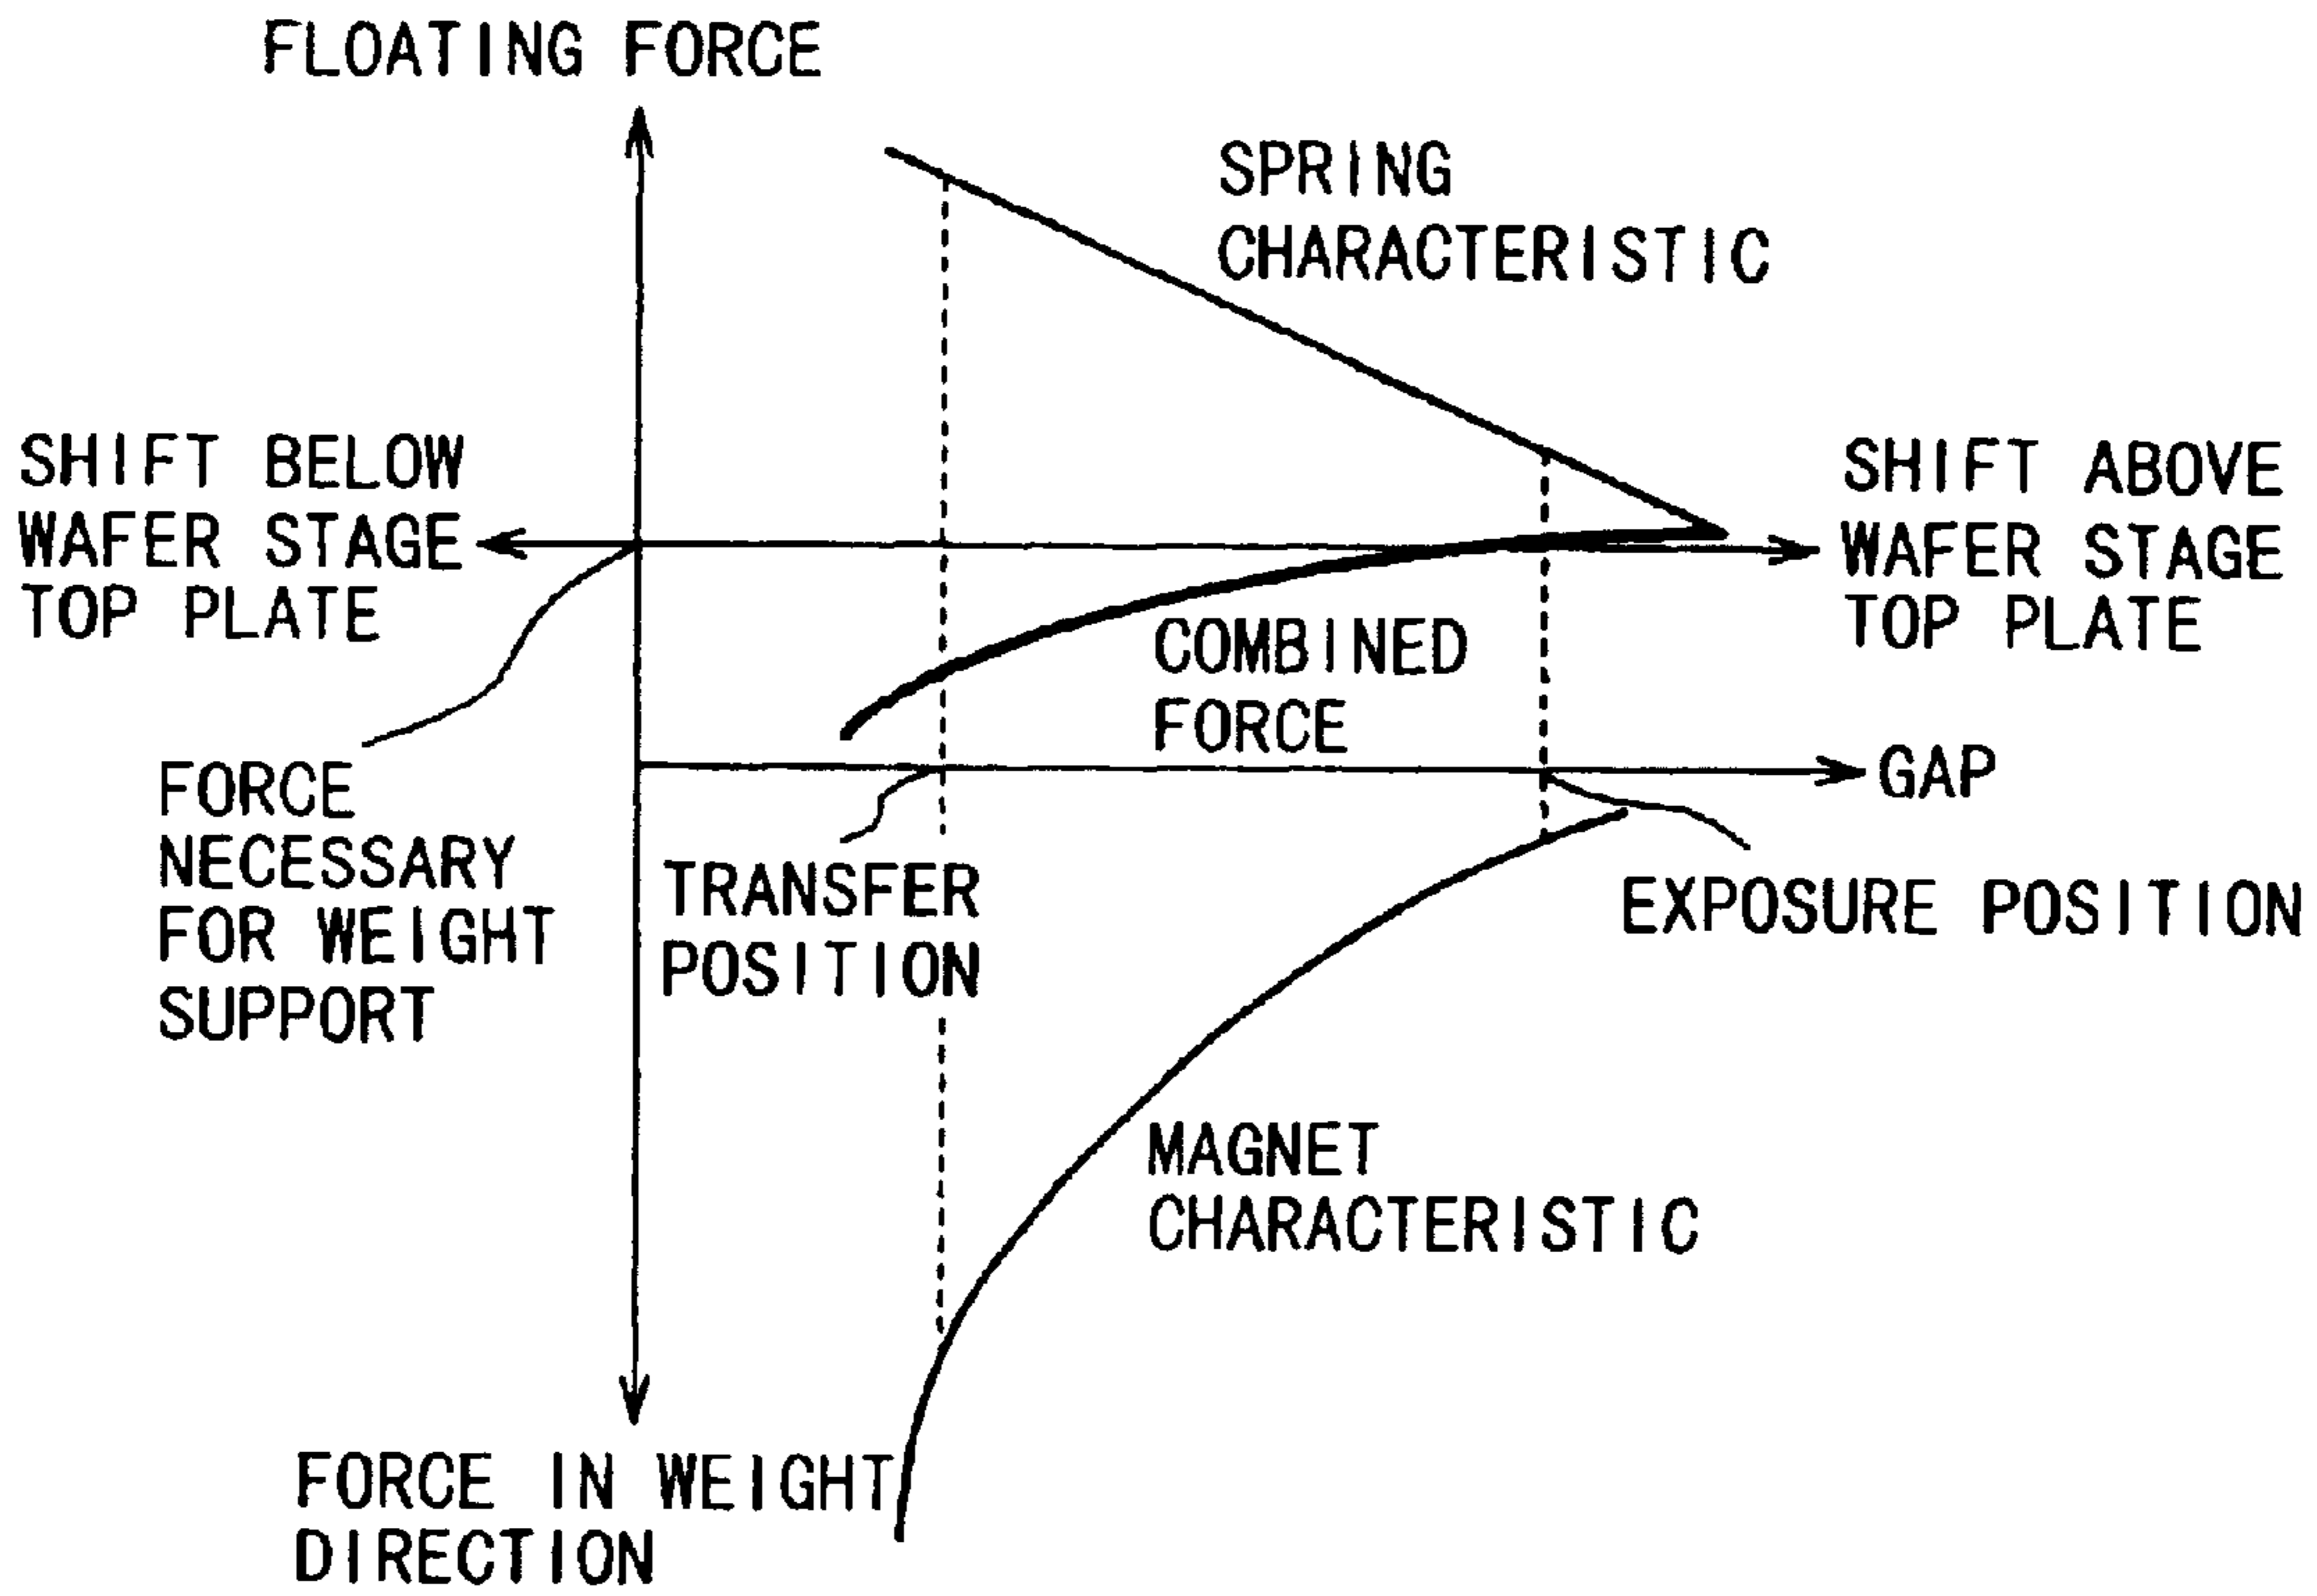 FLOATING FORCE
SPRING
CHARACTERISTIC
SHIFT BELOW
WAFER STAGE
TOP PLATE
SHIFT ABOVE
WAFER STAGE
TOP PLATE
COMBINED
FORCE
GAP
FORCE
NECESSARY
FOR WEIGHT
SUPPORT
TRANSFER
POSITION
EXPOSURE POSITION
MAGNET
CHARACTERISTIC
FORCE IN WEIGHT
DIRECTION